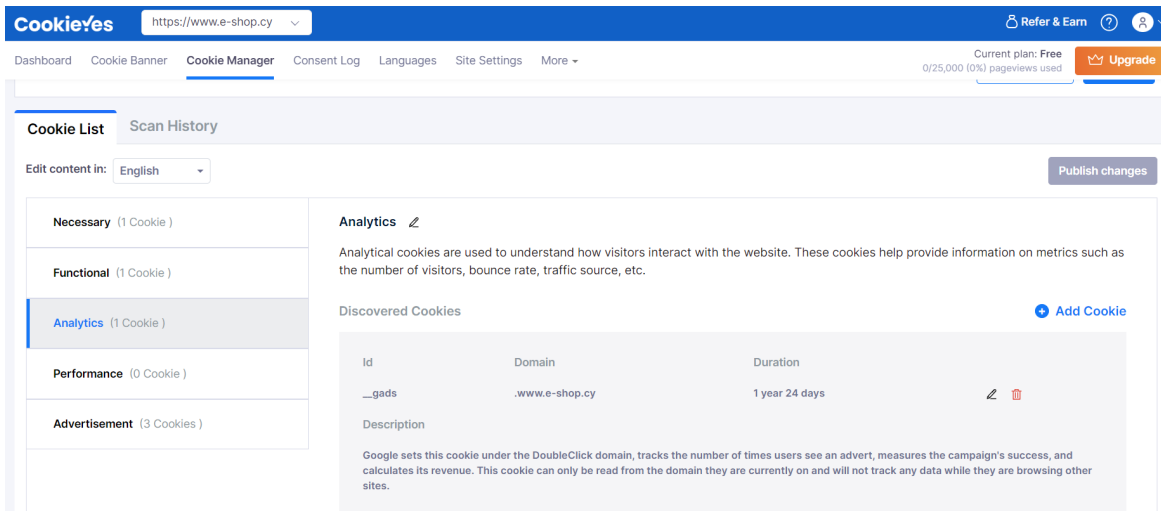 CookieYes
https://www.e-shop.cy
Refer & Earn
Dashboard Cookie Banner Cookie Manager Consent Log Languages Site Settings More
Current plan: Free
0/25,000 (0%) pageviews used
Upgrade
Cookie List Scan History
Edit content in: English
Publish changes
Necessary (1 Cookie )
Functional (1 Cookie )
Analytics (1 Cookie )
Performance (0 Cookie )
Advertisement (3 Cookies )
Analytics
Analytical cookies are used to understand how visitors interact with the website. These cookies help provide information on metrics such as
the number of visitors, bounce rate, traffic source, etc.
Discovered Cookies
Add Cookie
Id Domain Duration
__gads .www.e-shop.cy 1 year 24 days
Description
Google sets this cookie under the DoubleClick domain, tracks the number of times users see an advert, measures the campaign's success, and
calculates its revenue. This cookie can only be read from the domain they are currently on and will not track any data while they are browsing other
sites.